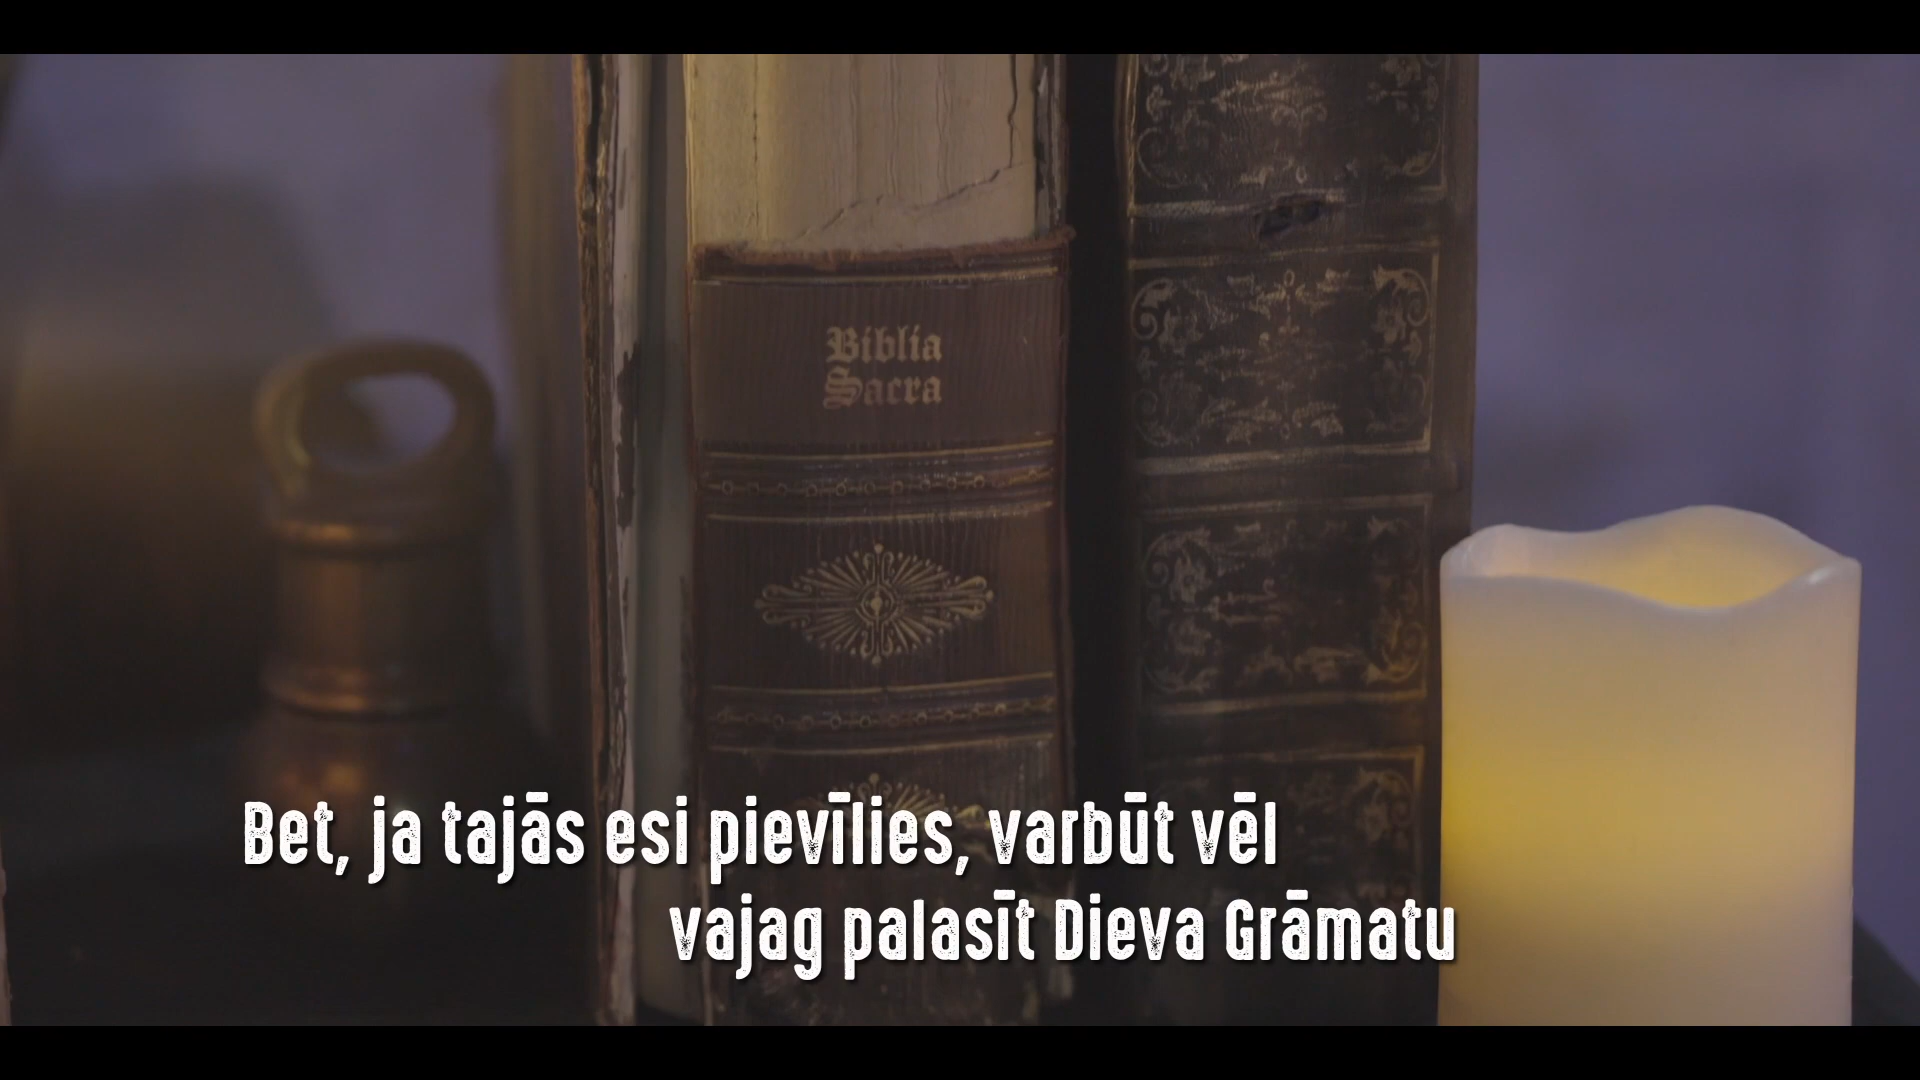 Biblia
Sacra
Bet, ja tajās esi pievīlies, varbūt vēl
vajag palasīt Dieva Grāmatu